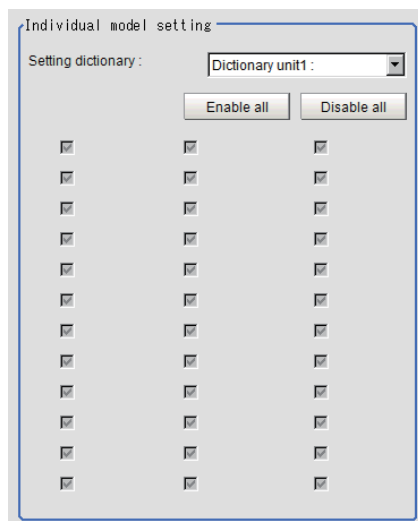 Individual model setting
Setting dictionary :
Dictionary unit1 :
Enable all
Disable all